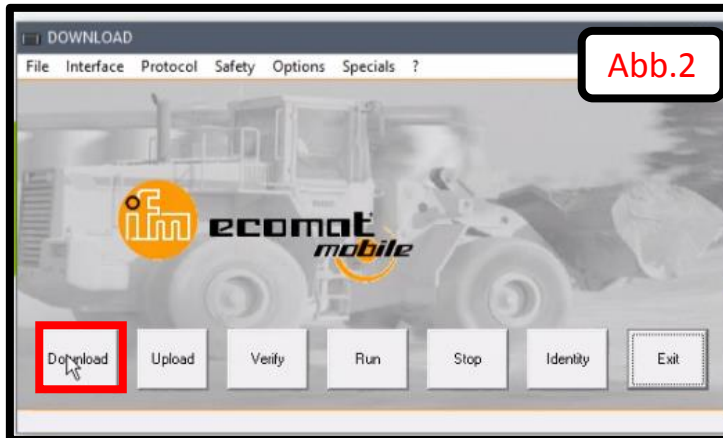 DOWNLOAD
File Interface Protocol Safety Options Specials ?
Abb.2
ifm ecomat
mobile
Download Upload Verify Run Stop Identity Exit